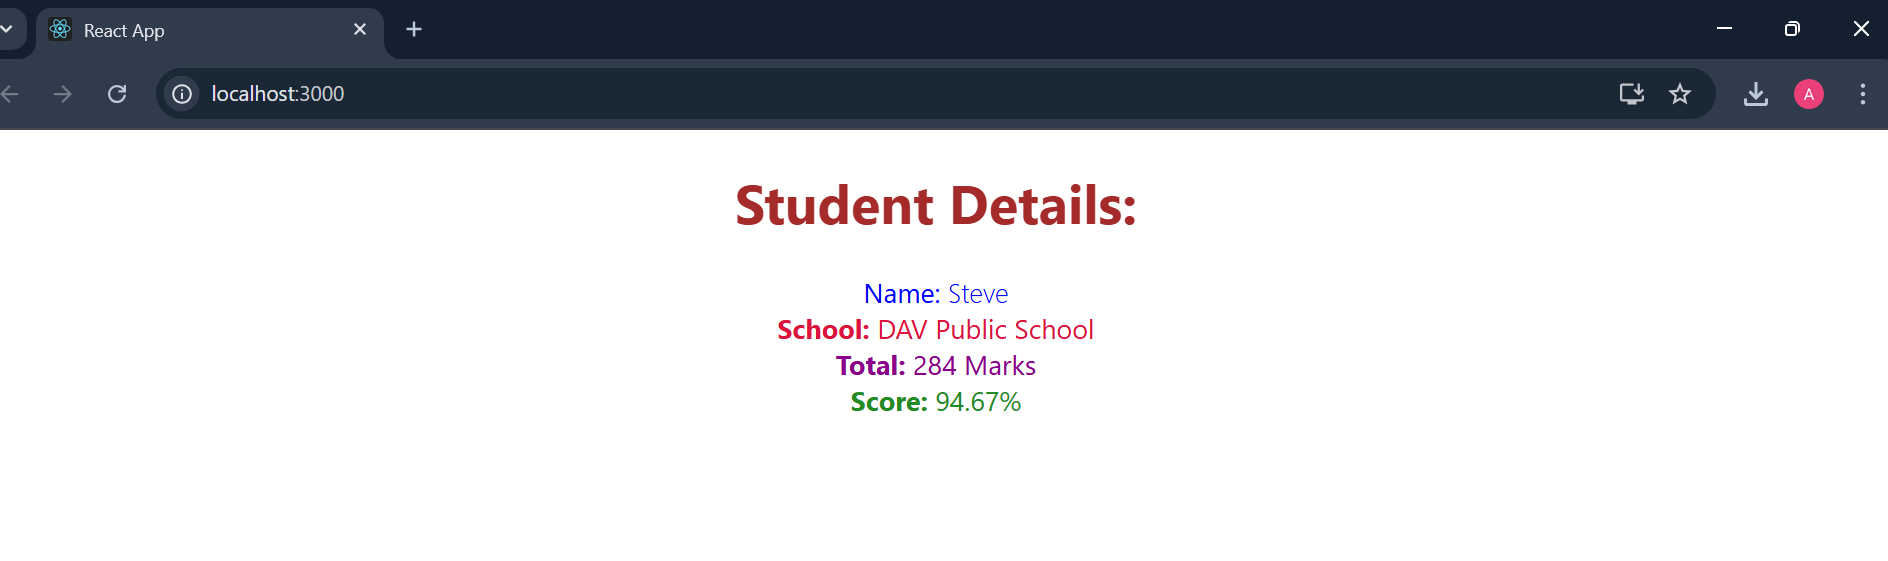 React App
localhost:3000
A
Student Details:
Name: Steve
School: DAV Public School
Total: 284 Marks
Score: 94.67%